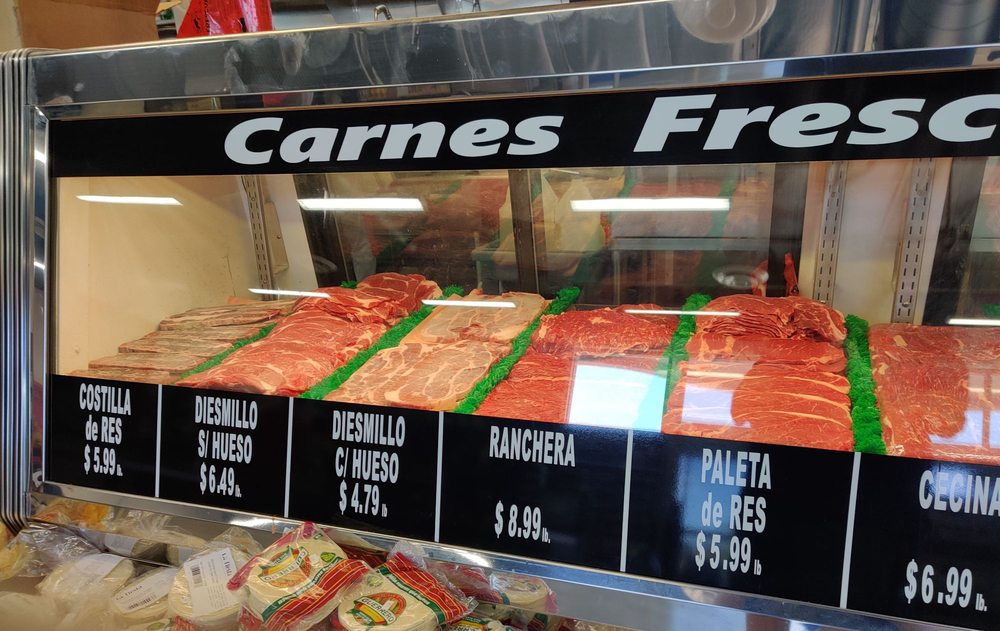 Carnes Fresc
COSTILLA
de RES
$5.99 lb.
DIESMILLO
S/ HUESO
$6.49 lb.
DIESMILLO
C/ HUESO
$4.79 lb
RANCHERA
$8.99 lb.
PALETA
de RES
$5.99 lb
CECINA
$6.99 lb.